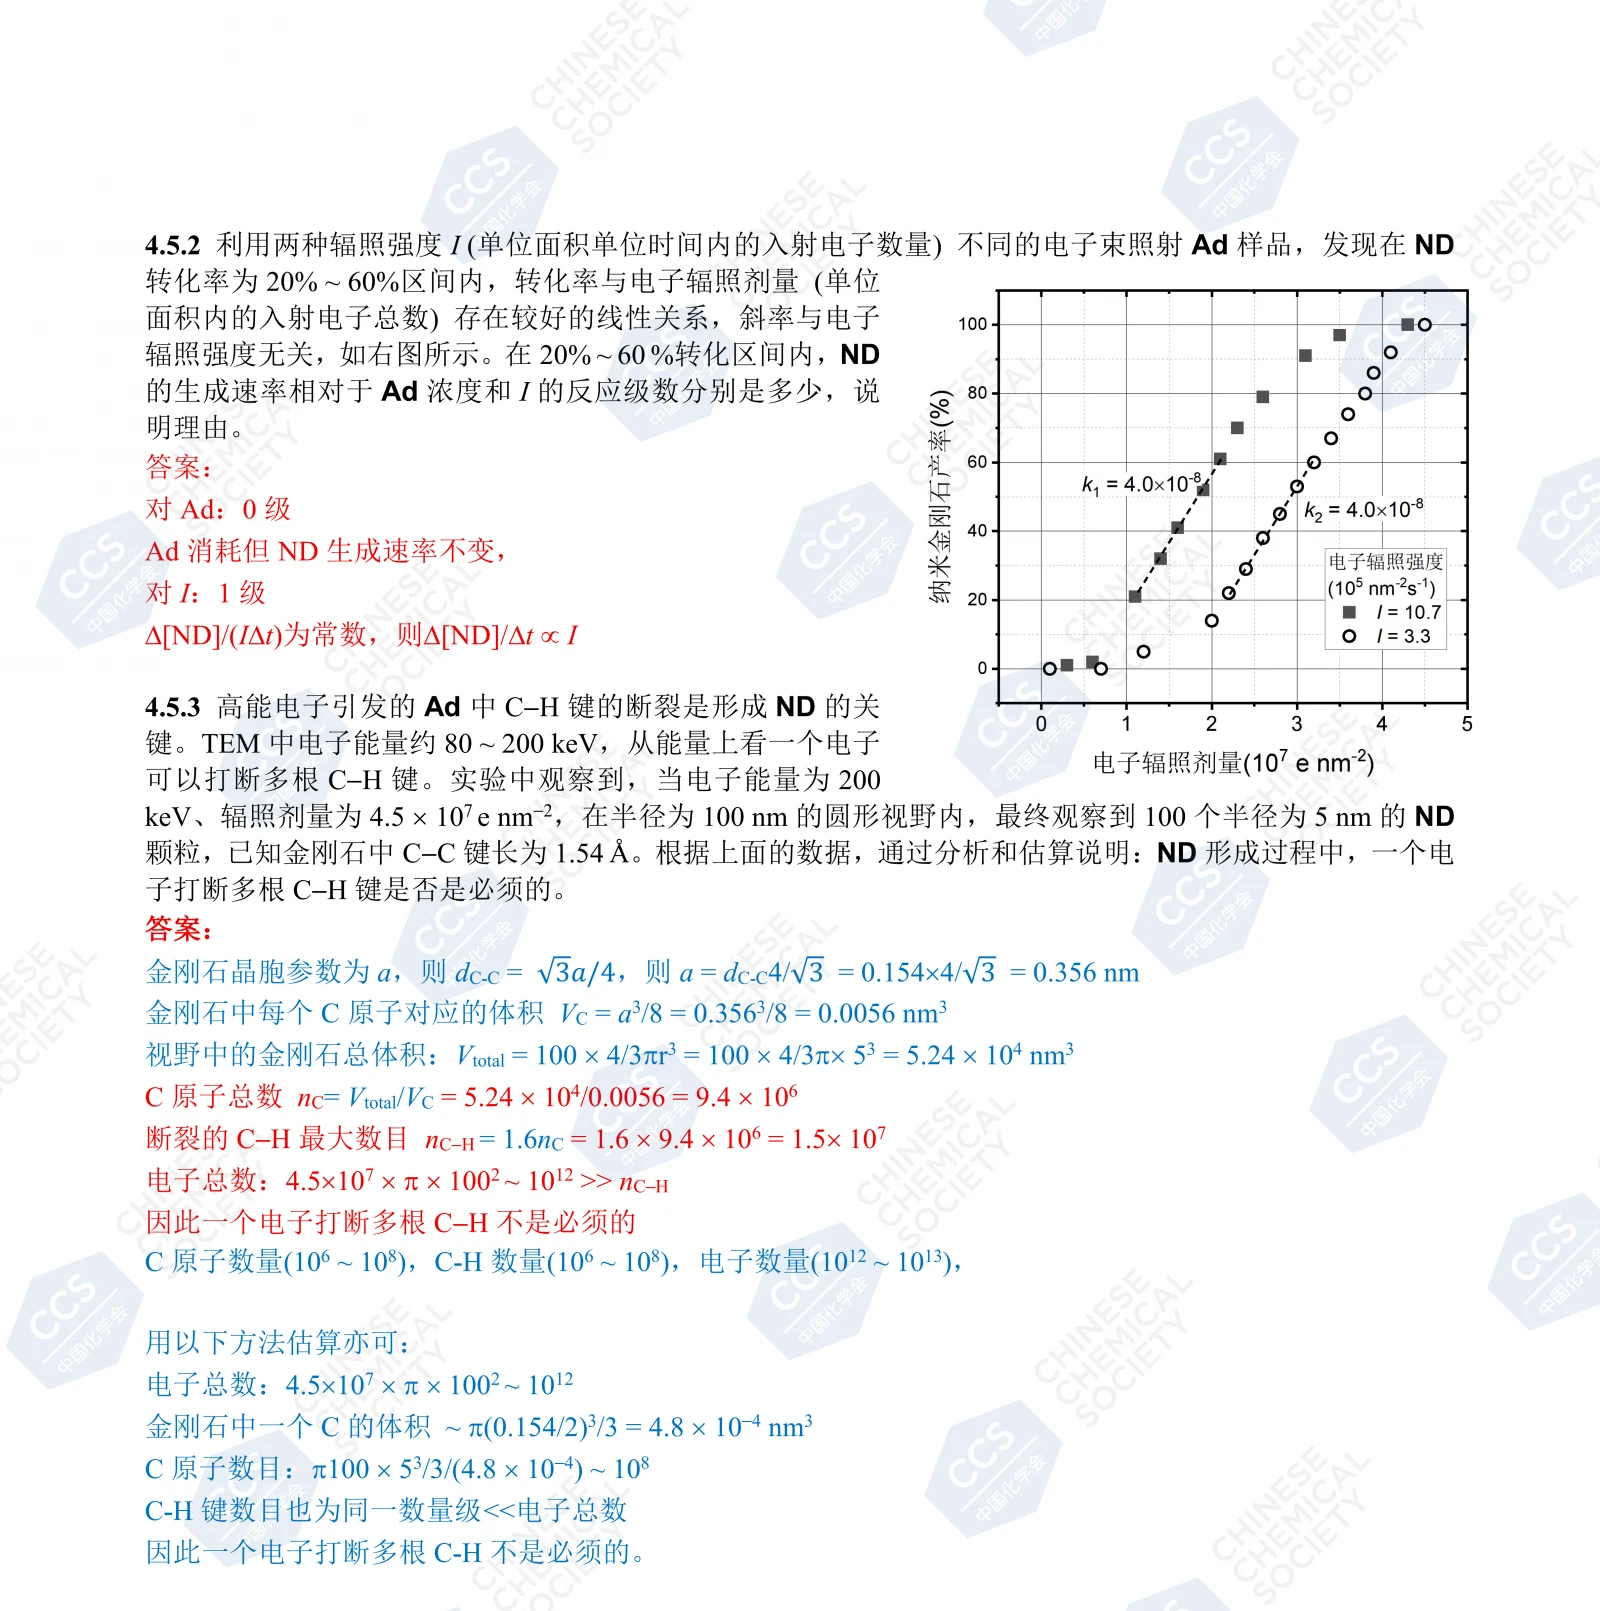 4.5.2 利用两种辐照强度 I (单位面积单位时间内的入射电子数量) 不同的电子束照射 Ad 样品，发现在 ND
转化率为 20% ~ 60%区间内，转化率与电子辐照剂量 (单位
面积内的入射电子总数) 存在较好的线性关系，斜率与电子
辐照强度无关，如右图所示。在 20% ~ 60 %转化区间内，ND
的生成速率相对于 Ad 浓度和 I 的反应级数分别是多少，说
明理由。
答案：
对 Ad：0 级
Ad 消耗但 ND 生成速率不变，
对 I：1 级
Δ[ND]/(IΔt)为常数，则Δ[ND]/Δt ∝ I
纳米金刚石产率(%)
100
80
60
40
20
0
k₁ = 4.0×10⁻⁸
k₂ = 4.0×10⁻⁸
电子辐照强度
(10⁵ nm⁻²s⁻¹)
I = 10.7
I = 3.3
0 1 2 3 4 5
电子辐照剂量(10⁷ e nm⁻²)
4.5.3 高能电子引发的 Ad 中 C–H 键的断裂是形成 ND 的关
键。TEM 中电子能量约 80 ~ 200 keV，从能量上看一个电子
可以打断多根 C–H 键。实验中观察到，当电子能量为 200
keV、辐照剂量为 4.5 × 10⁷ e nm⁻²，在半径为 100 nm 的圆形视野内，最终观察到 100 个半径为 5 nm 的 ND
颗粒，已知金刚石中 C–C 键长为 1.54 Å。根据上面的数据，通过分析和估算说明：ND 形成过程中，一个电
子打断多根 C–H 键是否是必须的。
答案：
金刚石晶胞参数为 a，则 dC-C = √3a/4，则 a = dC-C4/√3 = 0.154×4/√3 = 0.356 nm
金刚石中每个 C 原子对应的体积 VC = a³/8 = 0.356³/8 = 0.0056 nm³
视野中的金刚石总体积：Vtotal = 100 × 4/3πr³ = 100 × 4/3π× 5³ = 5.24 × 10⁴ nm³
C 原子总数 nC= Vtotal/VC = 5.24 × 10⁴/0.0056 = 9.4 × 10⁶
断裂的 C–H 最大数目 nC–H = 1.6nC = 1.6 × 9.4 × 10⁶ = 1.5× 10⁷
电子总数：4.5×10⁷ × π × 100² ~ 10¹² >> nC–H
因此一个电子打断多根 C–H 不是必须的
C 原子数量(10⁶ ~ 10⁸)，C-H 数量(10⁶ ~ 10⁸)，电子数量(10¹² ~ 10¹³)，
用以下方法估算亦可：
电子总数：4.5×10⁷ × π × 100² ~ 10¹²
金刚石中一个 C 的体积 ~ π(0.154/2)³/3 = 4.8 × 10⁻⁴ nm³
C 原子数目：π100 × 5³/3/(4.8 × 10⁻⁴) ~ 10⁸
C-H 键数目也为同一数量级<<电子总数
因此一个电子打断多根 C-H 不是必须的。